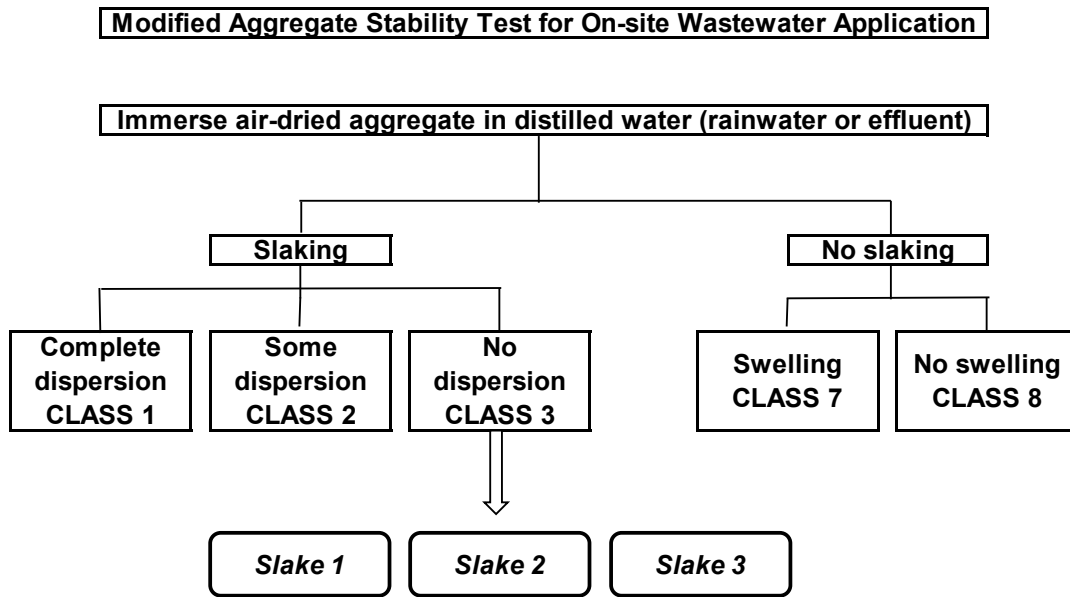 Modified Aggregate Stability Test for On-site Wastewater Application
Immerse air-dried aggregate in distilled water (rainwater or effluent)
Slaking
No slaking
Complete
dispersion
CLASS 1
Some
dispersion
CLASS 2
No
dispersion
CLASS 3
Swelling
CLASS 7
No swelling
CLASS 8
Slake 1
Slake 2
Slake 3